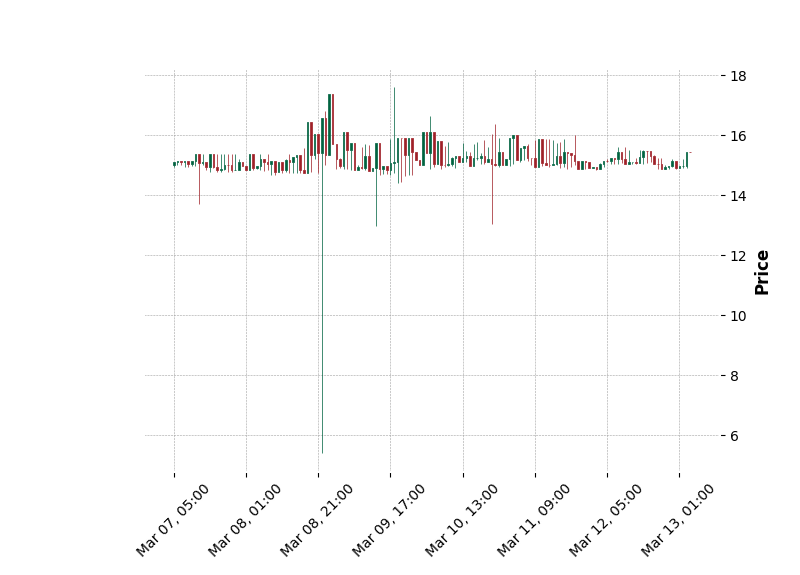 18
16
14
12
10
8
6
Price
Mar 07, 05:00
Mar 08, 01:00
Mar 08, 21:00
Mar 09, 17:00
Mar 10, 13:00
Mar 11, 09:00
Mar 12, 05:00
Mar 13, 01:00